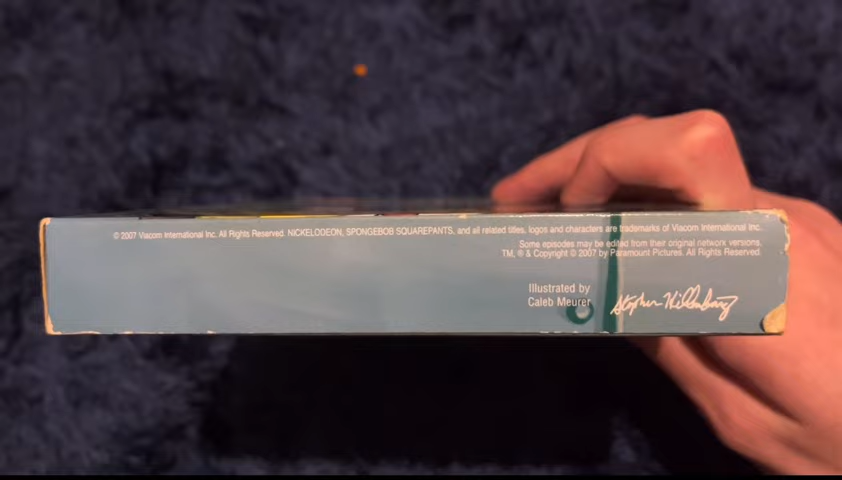 © 2007 Viacom International Inc. All Rights Reserved. NICKELODEON, SPONGEBOB SQUAREPANTS, and all related titles, logos and characters are trademarks of Viacom International Inc.
Some episodes may be edited from their original network versions.
TM, ® & Copyright © 2007 by Paramount Pictures. All Rights Reserved.
Illustrated by
Caleb Meurer
Stephen Hillenburg